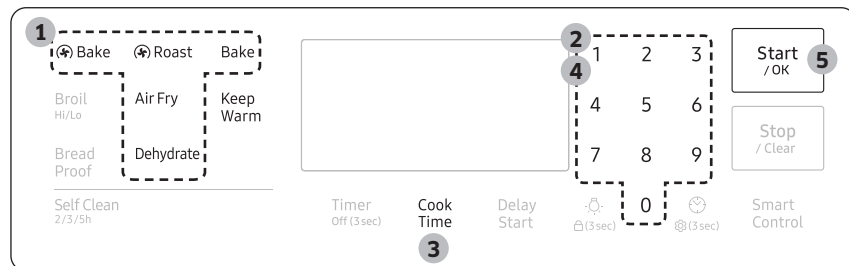 1
Bake Roast Bake
Broil
Hi/Lo
Air Fry
Keep
Warm
Bread
Proof
Dehydrate
Self Clean
2/3/5h
Timer
Off (3 sec)
Cook
Time
3
Delay
Start
2
4
1 2 3
4 5 6
7 8 9
0
(3 sec)
(3 sec)
Start
/ OK
5
Stop
/ Clear
Smart
Control